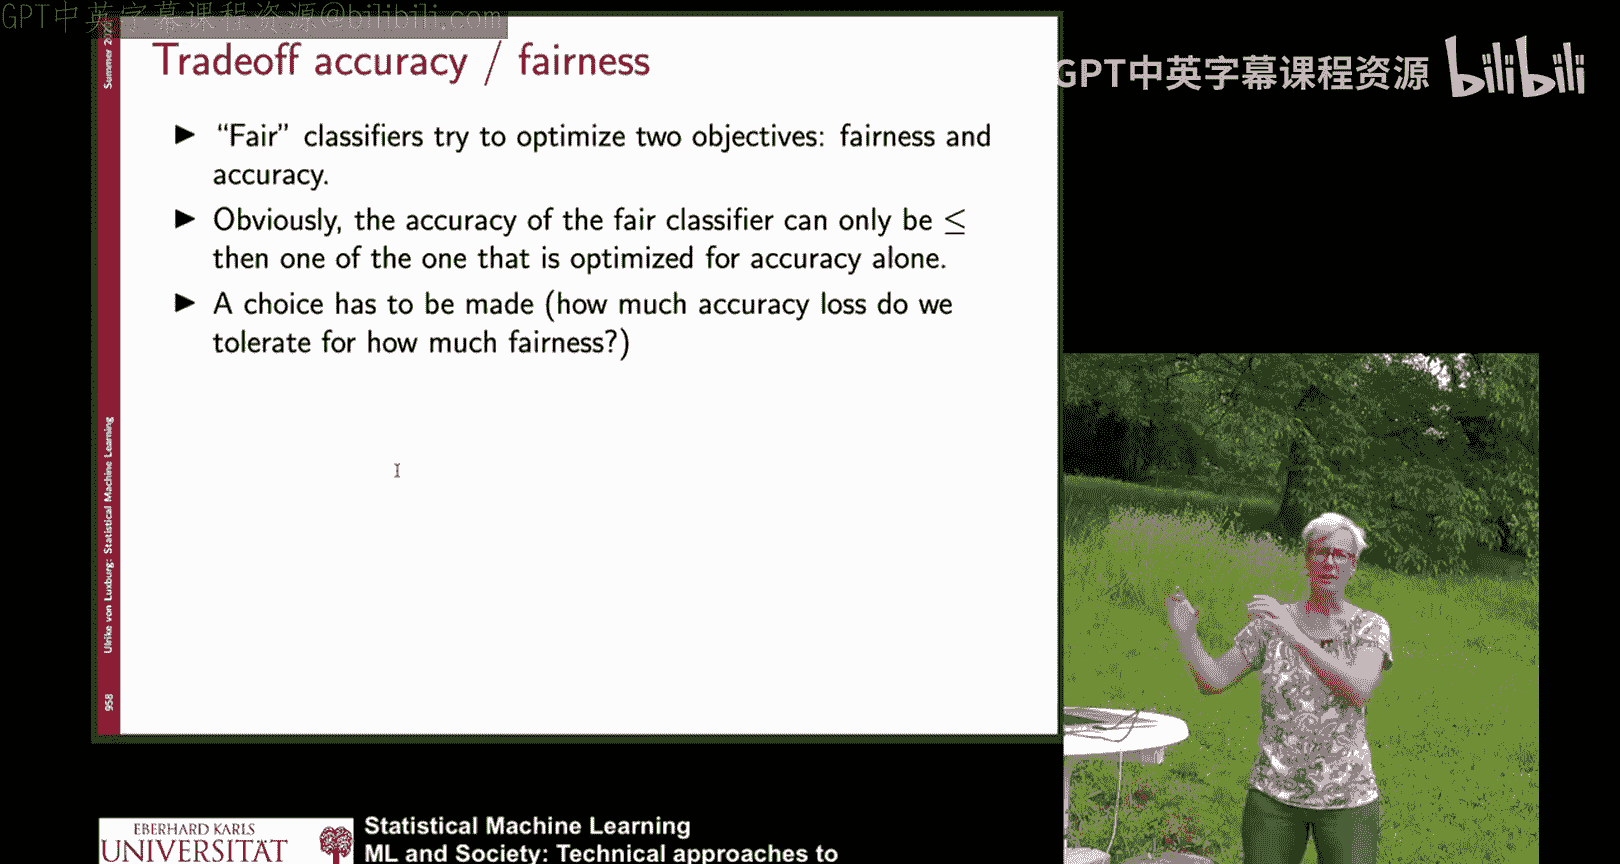 GPT中英字幕课程资源@bilibili.com
GPT中英字幕课程资源 bilibili
Tradeoff accuracy / fairness
▶ “Fair” classifiers try to optimize two objectives: fairness and
accuracy.
▶ Obviously, the accuracy of the fair classifier can only be ≤
then one of the one that is optimized for accuracy alone.
▶ A choice has to be made (how much accuracy loss do we
tolerate for how much fairness?)
Summer
Ulrike von Luxburg: Statistical Machine Learning
958
EBERHARD KARLS
UNIVERSITÄT
Statistical Machine Learning
ML and Society: Technical approaches to